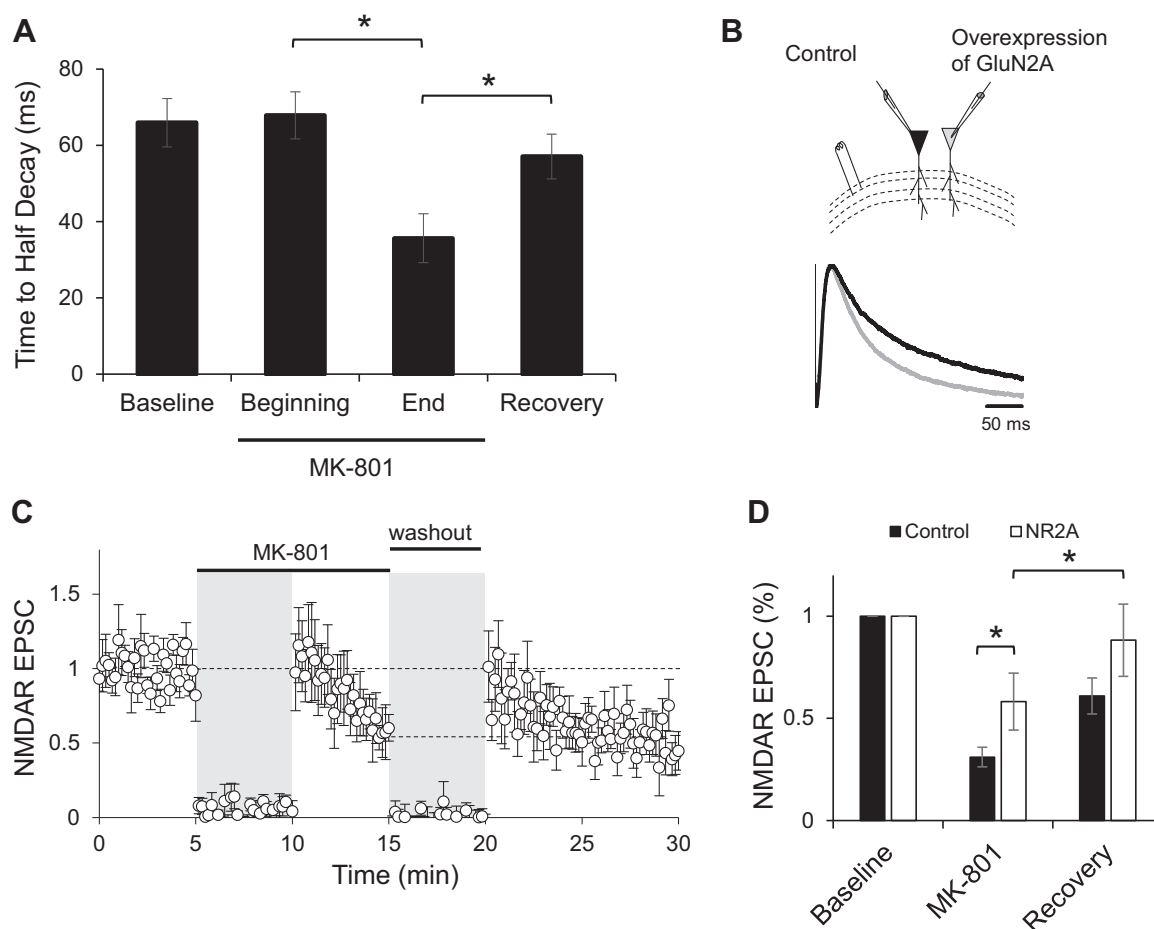 A
*
*
80
60
40
20
0
Time to Half Decay (ms)
Baseline Beginning End Recovery
MK-801
B
Control
Overexpression
of GluN2A
50 ms
C
washout
MK-801
1.5
1
0.5
0
NMDAR EPSC
0 5 10 15 20 25 30
Time (min)
D
Control NR2A
*
*
1
0.5
0
NMDAR EPSC (%)
Baseline
MK-801
Recovery